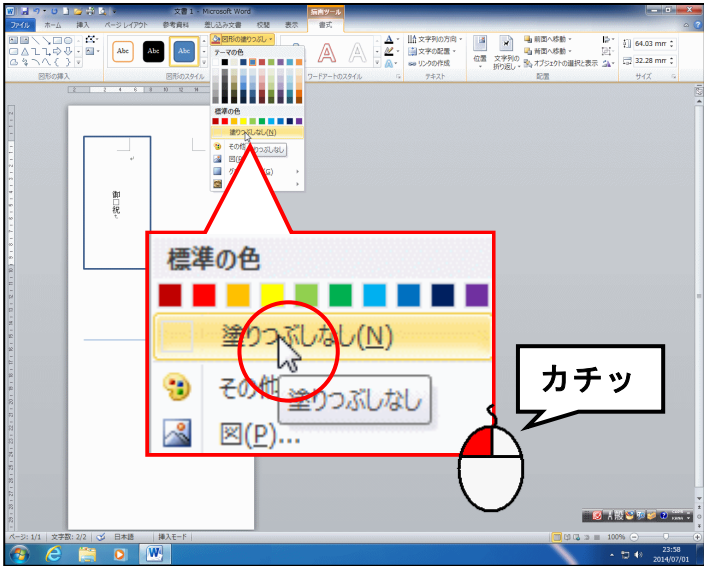 文書 1 - Microsoft Word
描画ツール
ファイル ホーム 挿入 ページ レイアウト 参考資料 差し込み文書 校閲 表示 書式
Abc Abc Abc
図形の塗りつぶし
文字列の方向
文字の配置
リンクの作成
位置
文字列の
折り返し
前面へ移動
背面へ移動
オブジェクトの選択と表示
64.03 mm
32.28 mm
図形の挿入 図形のスタイル ワードアートのスタイル テキスト 配置 サイズ
テーマの色
標準の色
塗りつぶしなし(N)
塗りつぶしなし
御□祝
標準の色
塗りつぶしなし(N)
その他
塗りつぶしなし
図(P)...
カチッ
ページ: 1/1 文字数: 2/2 日本語 挿入モード
100%
23:58
2014/07/01